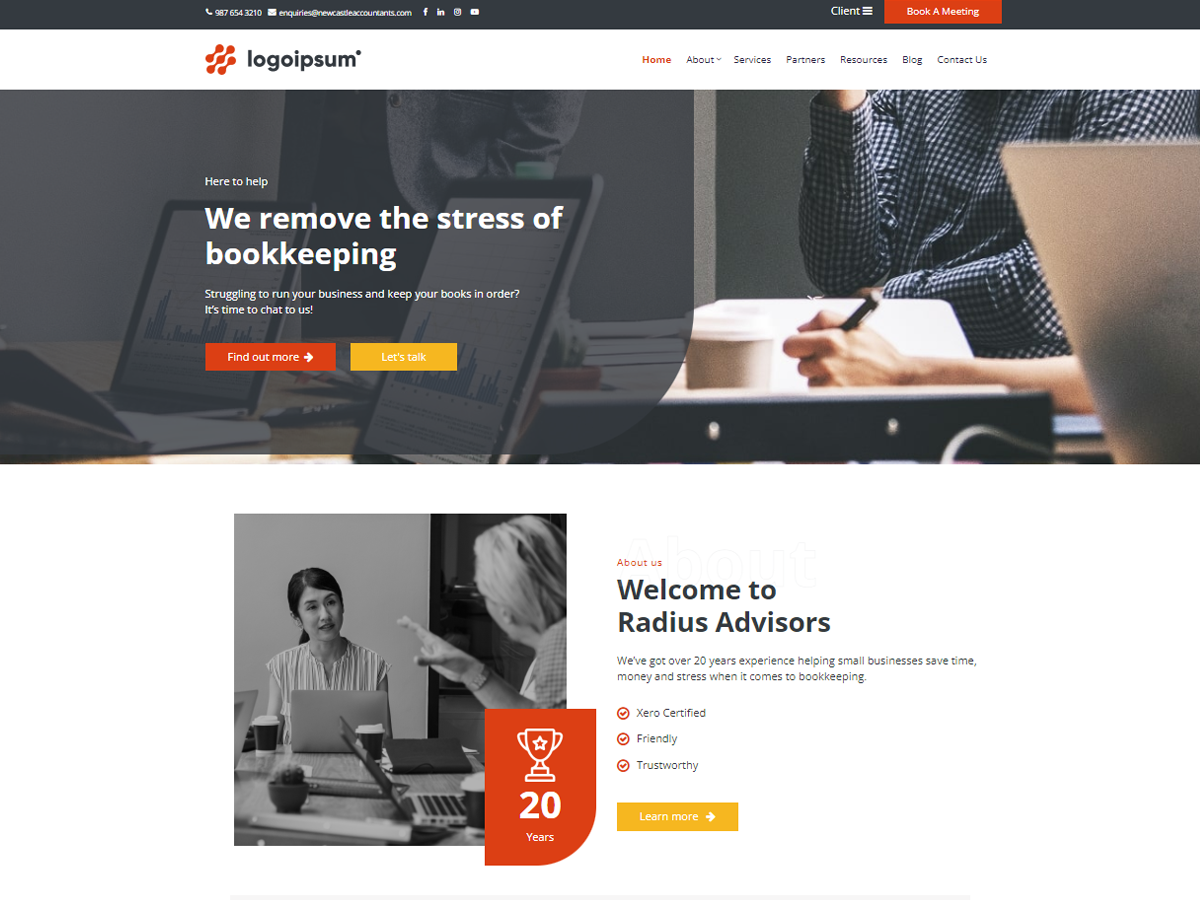 987 654 3210 enquiries@newcastleaccountants.com Client Book A Meeting
logoipsum
Home About Services Partners Resources Blog Contact Us
Here to help
We remove the stress of
bookkeeping
Struggling to run your business and keep your books in order?
It's time to chat to us!
Find out more Let's talk
About
About us
Welcome to
Radius Advisors
We've got over 20 years experience helping small businesses save time,
money and stress when it comes to bookkeeping.
Xero Certified
Friendly
Trustworthy
Learn more
20
Years